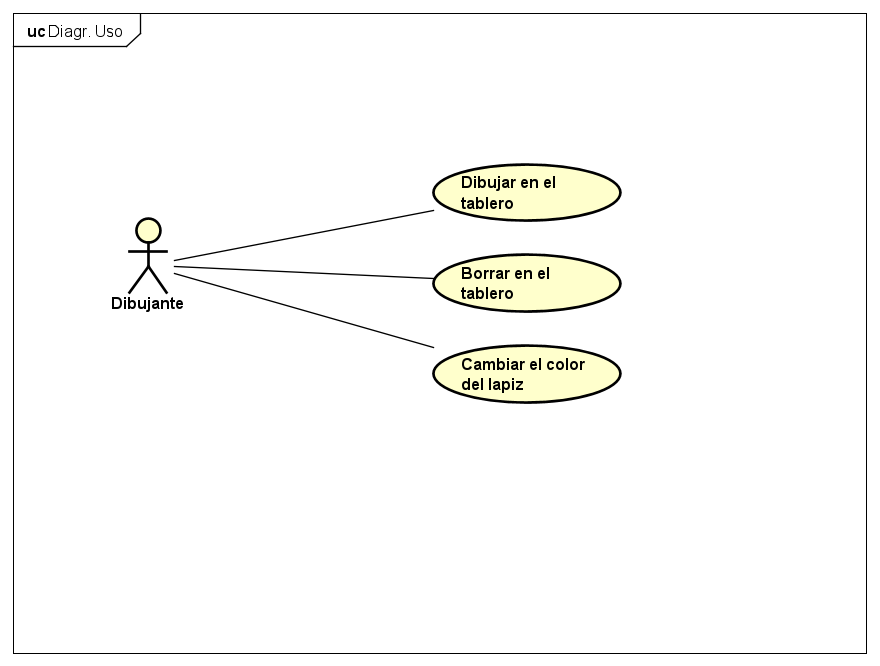 uc Diagr. Uso
Dibujar en el
tablero
Borrar en el
tablero
Dibujante
Cambiar el color
del lapiz